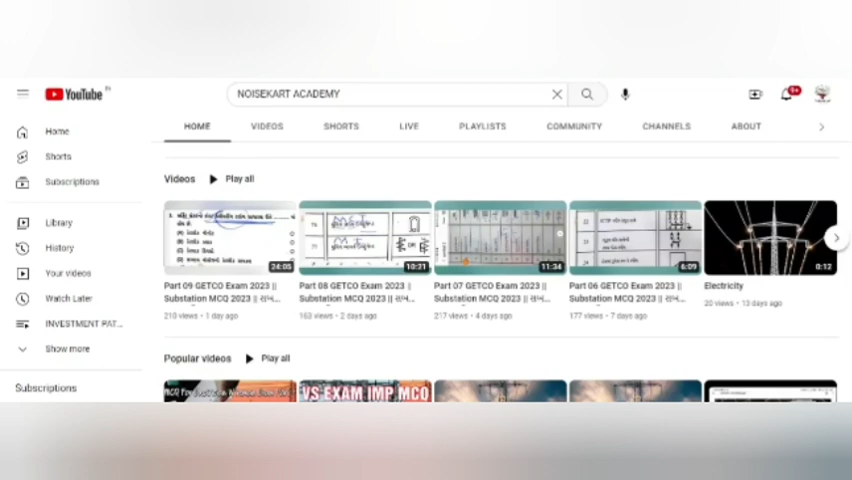 YouTube IN
NOISEKART ACADEMY
9+
HOME VIDEOS SHORTS LIVE PLAYLISTS COMMUNITY CHANNELS ABOUT
Home
Shorts
Subscriptions
Library
History
Your videos
Watch Later
INVESTMENT PAT...
Show more
Subscriptions
Videos Play all
24:05
10:21
11:34
6:09
0:12
Part 09 GETCO Exam 2023 ||
Substation MCQ 2023 ||
210 views • 1 day ago
Part 08 GETCO Exam 2023 ||
Substation MCQ 2023 ||
163 views • 2 days ago
Part 07 GETCO Exam 2023 ||
Substation MCQ 2023 ||
217 views • 4 days ago
Part 06 GETCO Exam 2023 ||
Substation MCQ 2023 ||
177 views • 7 days ago
Electricity
20 views • 13 days ago
Popular videos Play all
VS EXAM IMP MCQ